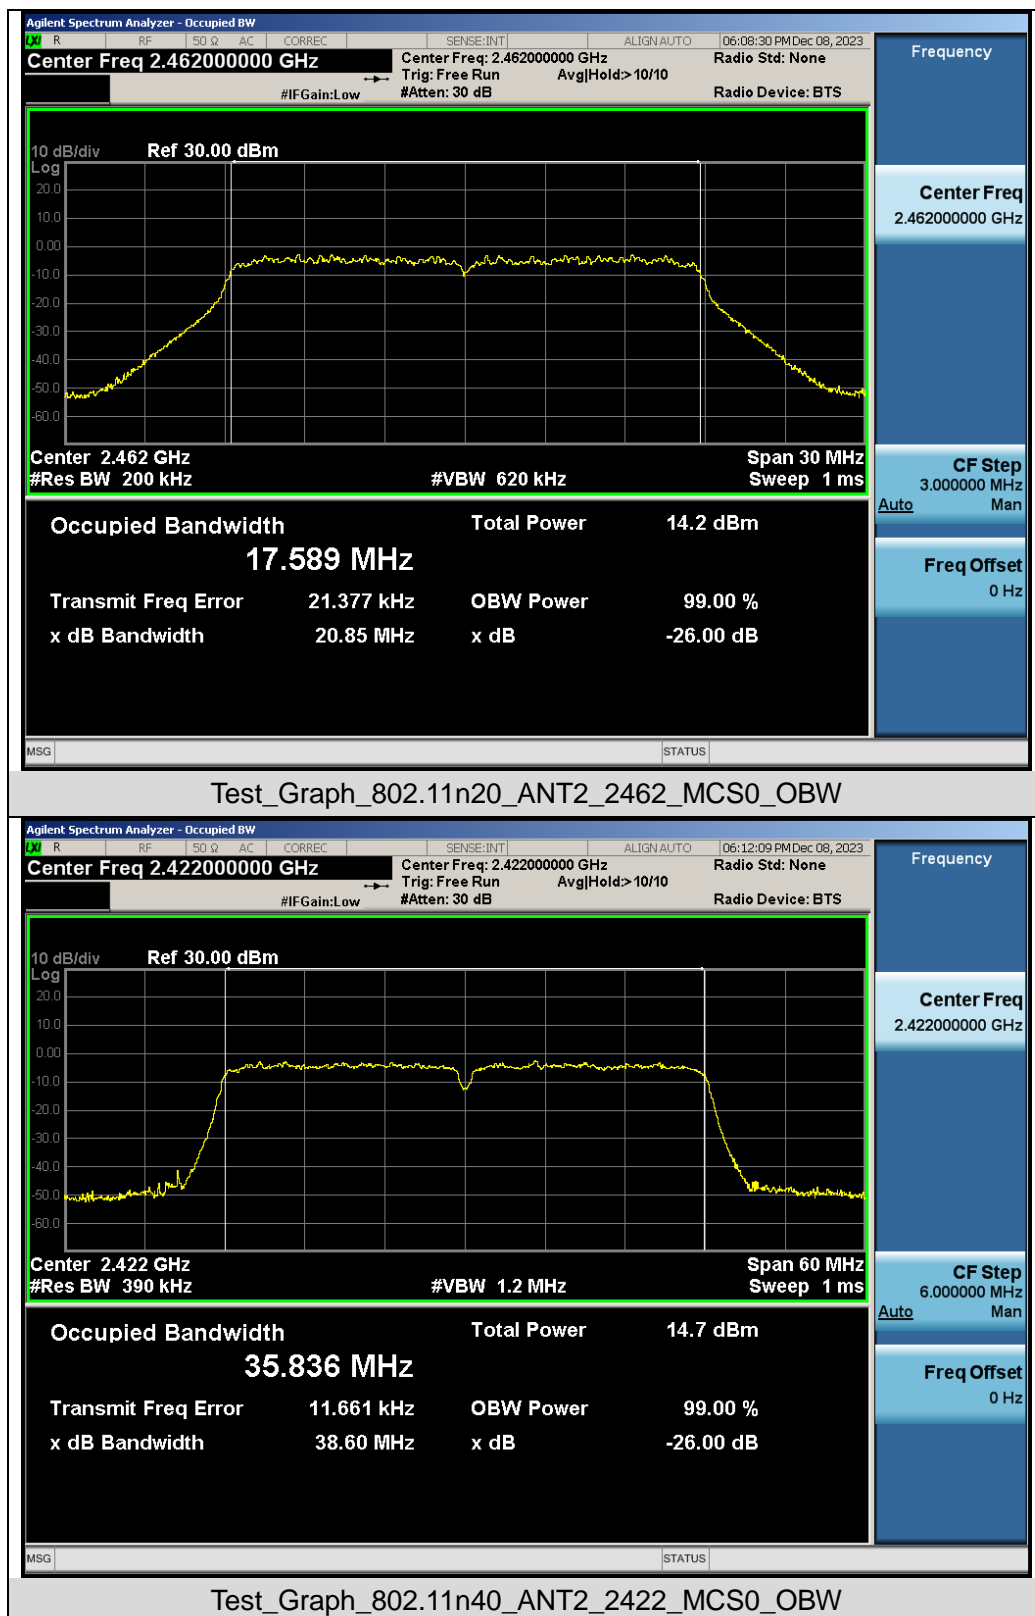 Agilent Spectrum Analyzer - Occupied BW
LXI R RF 50 Ω AC CORREC SENSE:INT ALIGN AUTO 06:08:30 PM Dec 08, 2023
Center Freq 2.462000000 GHz
Center Freq: 2.462000000 GHz
Radio Std: None
Trig: Free Run Avg|Hold:> 10/10
#IFGain:Low #Atten: 30 dB Radio Device: BTS
Frequency
10 dB/div Ref 30.00 dBm
Log
20.0
10.0
0.00
-10.0
-20.0
-30.0
-40.0
-50.0
-60.0
Center 2.462 GHz Span 30 MHz
#Res BW 200 kHz #VBW 620 kHz Sweep 1 ms
Center Freq
2.462000000 GHz
CF Step
3.000000 MHz
Auto Man
Freq Offset
0 Hz
Occupied Bandwidth Total Power 14.2 dBm
17.589 MHz
Transmit Freq Error 21.377 kHz OBW Power 99.00 %
x dB Bandwidth 20.85 MHz x dB -26.00 dB
MSG STATUS
Test_Graph_802.11n20_ANT2_2462_MCS0_OBW
Agilent Spectrum Analyzer - Occupied BW
LXI R RF 50 Ω AC CORREC SENSE:INT ALIGN AUTO 06:12:09 PM Dec 08, 2023
Center Freq 2.422000000 GHz
Center Freq: 2.422000000 GHz
Radio Std: None
Trig: Free Run Avg|Hold:> 10/10
#IFGain:Low #Atten: 30 dB Radio Device: BTS
Frequency
10 dB/div Ref 30.00 dBm
Log
20.0
10.0
0.00
-10.0
-20.0
-30.0
-40.0
-50.0
-60.0
Center 2.422 GHz Span 60 MHz
#Res BW 390 kHz #VBW 1.2 MHz Sweep 1 ms
Center Freq
2.422000000 GHz
CF Step
6.000000 MHz
Auto Man
Freq Offset
0 Hz
Occupied Bandwidth Total Power 14.7 dBm
35.836 MHz
Transmit Freq Error 11.661 kHz OBW Power 99.00 %
x dB Bandwidth 38.60 MHz x dB -26.00 dB
MSG STATUS
Test_Graph_802.11n40_ANT2_2422_MCS0_OBW